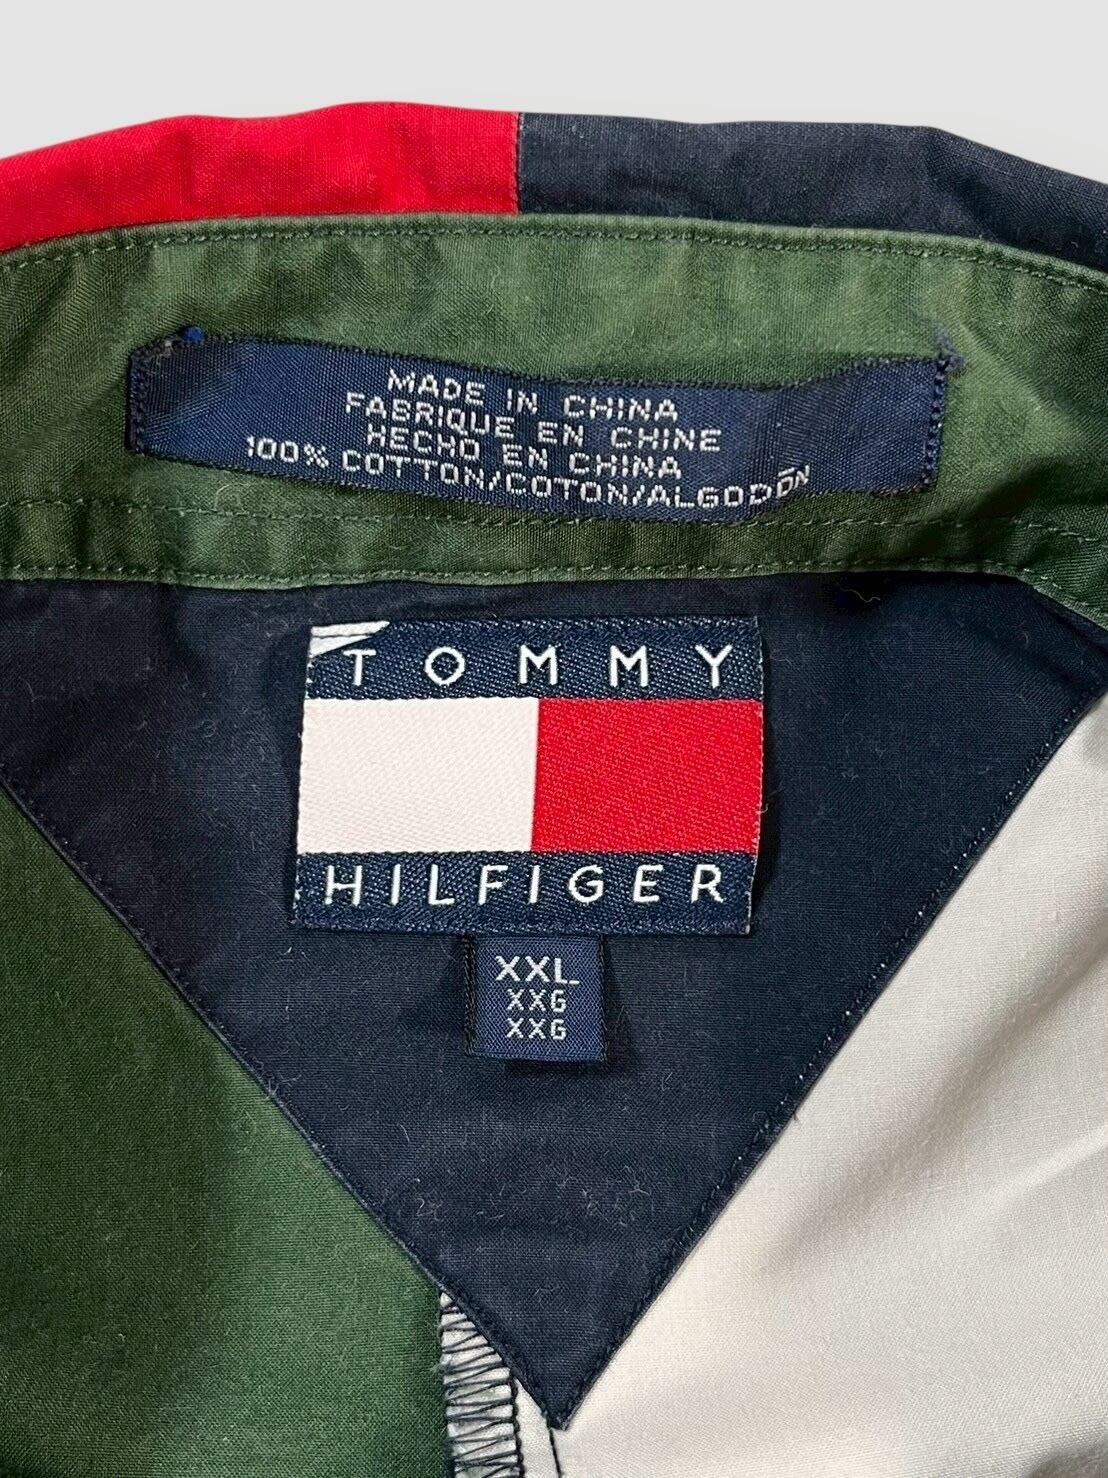 MADE IN CHINA
FABRIQUE EN CHINE
HECHO EN CHINA
100% COTTON/COTON/ALGODÓN
TOMMY
HILFIGER
XXL
XXG
XXG